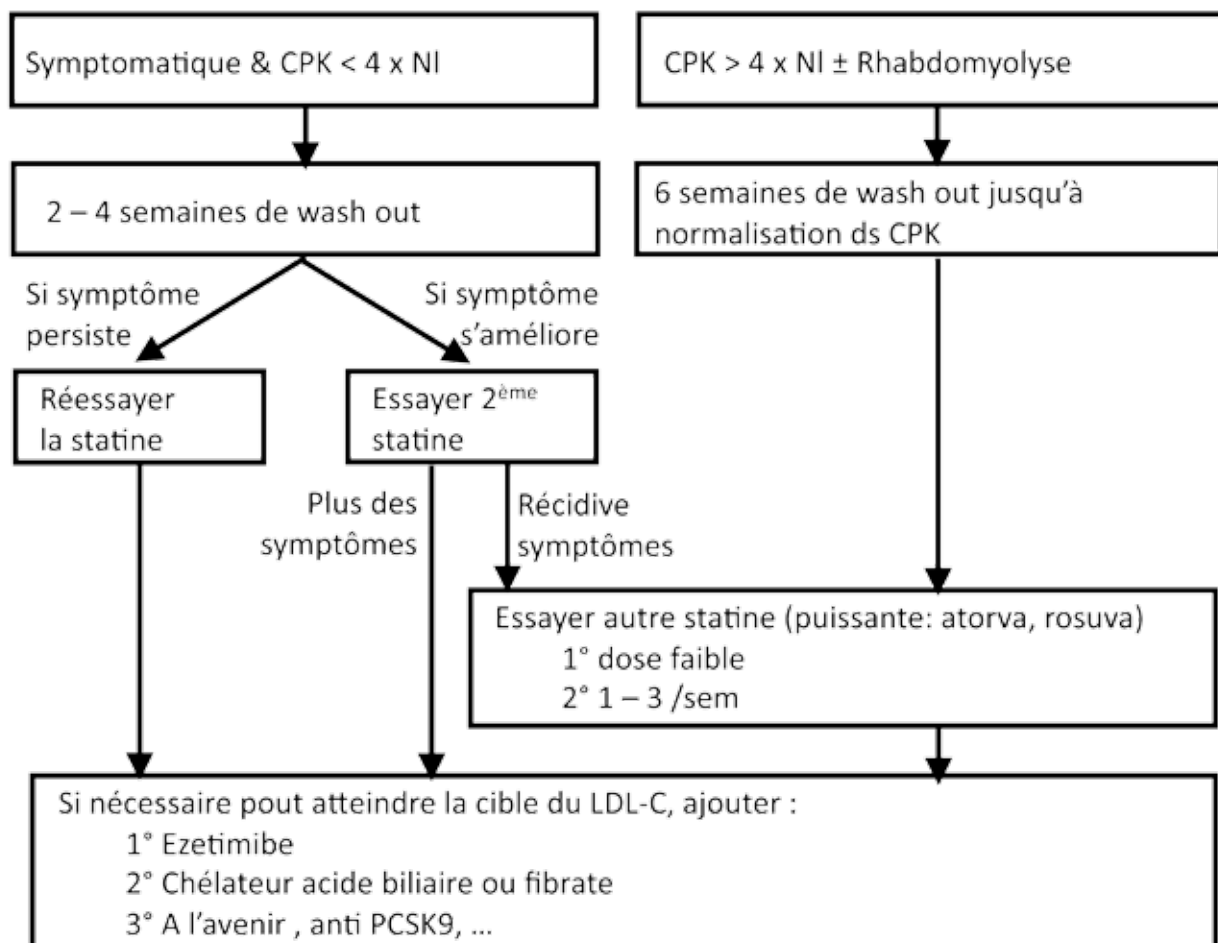 Symptomatique & CPK < 4 x Nl
CPK > 4 x Nl ± Rhabdomyolyse
2 – 4 semaines de wash out
6 semaines de wash out jusqu’à
normalisation ds CPK
Si symptôme
persiste
Si symptôme
s’améliore
Réessayer
la statine
Essayer 2ème
statine
Plus des
symptômes
Récidive
symptômes
Essayer autre statine (puissante: atorva, rosuva)
1° dose faible
2° 1 – 3 /sem
Si nécessaire pout atteindre la cible du LDL-C, ajouter :
1° Ezetimibe
2° Chélateur acide biliaire ou fibrate
3° A l’avenir , anti PCSK9, ...